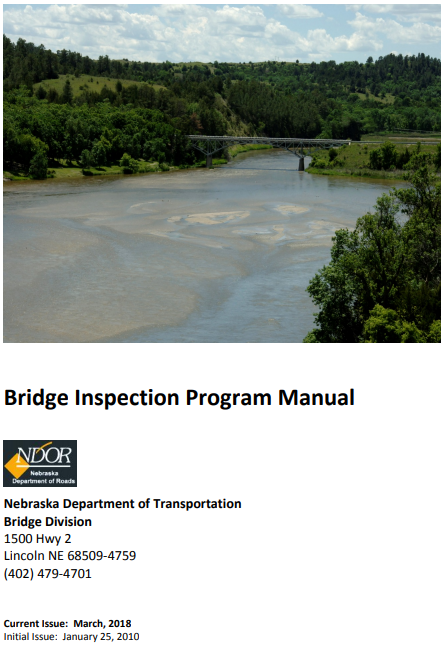 Bridge Inspection Program Manual
NDOR
Nebraska
Department of Roads
Nebraska Department of Transportation
Bridge Division
1500 Hwy 2
Lincoln NE 68509-4759
(402) 479-4701
Current Issue: March, 2018
Initial Issue: January 25, 2010